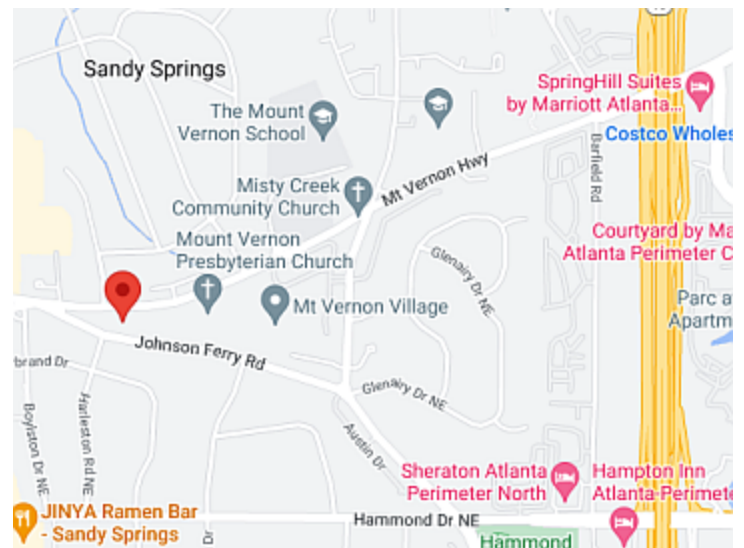 Sandy Springs
SpringHill Suites
by Marriott Atlanta...
The Mount
Vernon School
Costco Wholes
Mt Vernon Hwy
Barfield Rd
Misty Creek
Community Church
Mount Vernon
Presbyterian Church
Courtyard by Ma
Atlanta Perimeter C
Glenairy Dr NE
Mt Vernon Village
Parc a
Apartm
Johnson Ferry Rd
rbrand Dr
Glenairy Dr NE
Boylston Dr NE
Harleston Rd NE
Austin Dr
Sheraton Atlanta
Perimeter North
Hampton Inn
Atlanta-Perimete
JINYA Ramen Bar
- Sandy Springs
Hammond Dr NE
Dr
Hammond